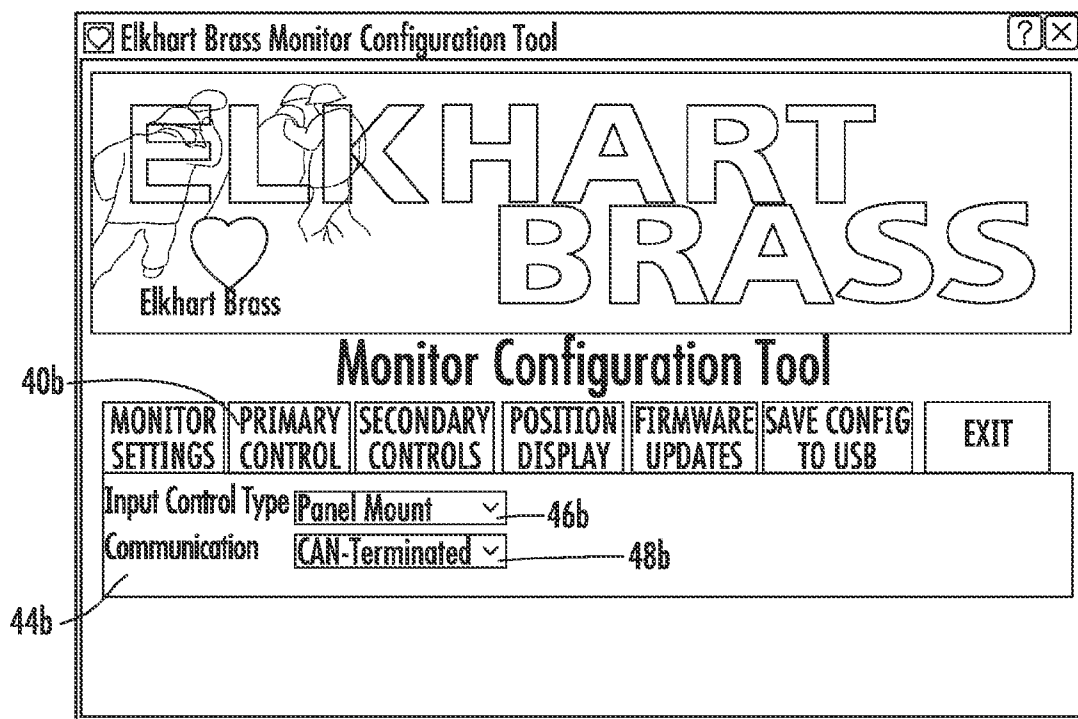 Elkhart Brass Monitor Configuration Tool ? X
ELKHART
BRASS
Elkhart Brass
Monitor Configuration Tool
40b
MONITOR SETTINGS
PRIMARY CONTROL
SECONDARY CONTROLS
POSITION DISPLAY
FIRMWARE UPDATES
SAVE CONFIG TO USB
EXIT
Input Control Type Panel Mount 46b
Communication CAN-Terminated 48b
44b